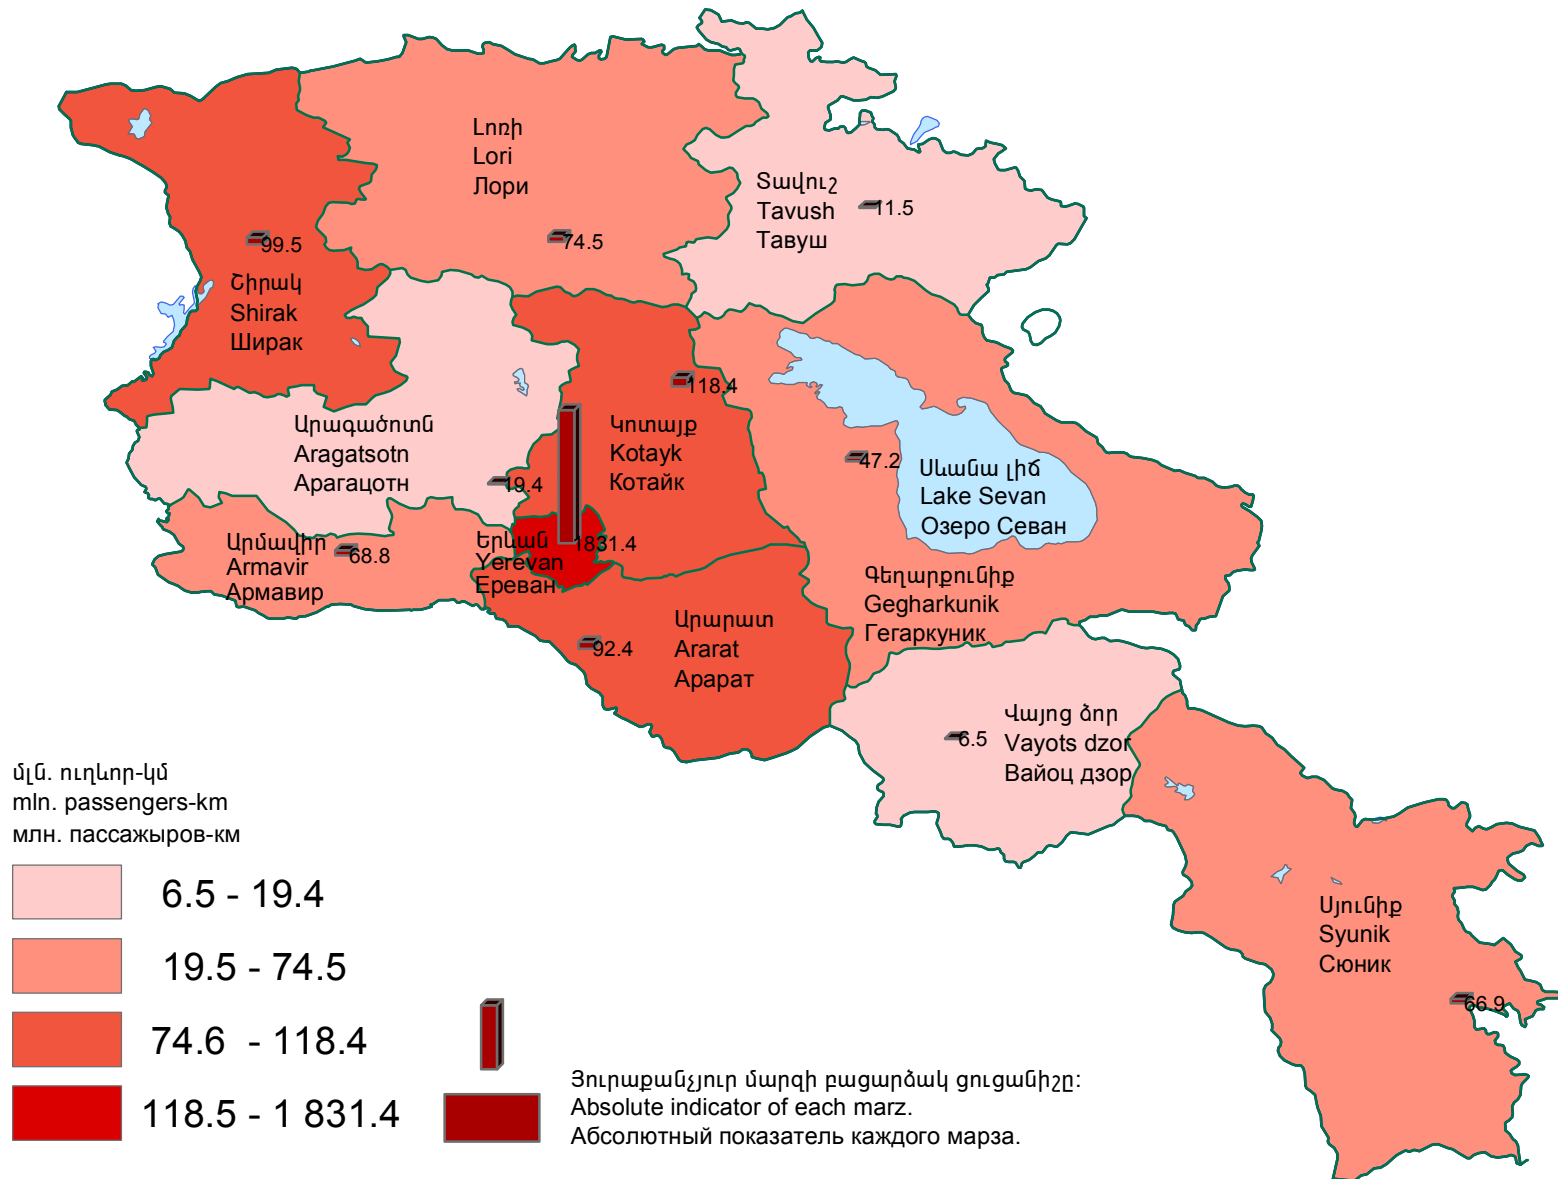 Լոռի
Lori
Лори
74.5
Տավուշ
Tavush
Тавуш
11.5
99.5
Շիրակ
Shirak
Ширак
118.4
Արագածոտն
Aragatsotn
Арагацотн
19.4
Կոտայք
Kotayk
Котайк
47.2
Սևանա լիճ
Lake Sevan
Озеро Севан
Արմավիր
Armavir
Армавир
68.8
Երևան
Yerevan
Ереван
1831.4
Գեղարքունիք
Gegharkunik
Гегаркуник
Արարատ
Ararat
Арарат
92.4
Վայոց ձոր
Vayots dzor
Вайоц дзор
6.5
Սյունիք
Syunik
Сюник
66.9
մլն. ուղևոր-կմ
mln. passengers-km
млн. пассажыров-км
6.5 - 19.4
19.5 - 74.5
74.6 - 118.4
118.5 - 1 831.4
Յուրաքանչյուր մարզի բացարձակ ցուցանիշը:
Absolute indicator of each marz.
Абсолютный показатель каждого марза.